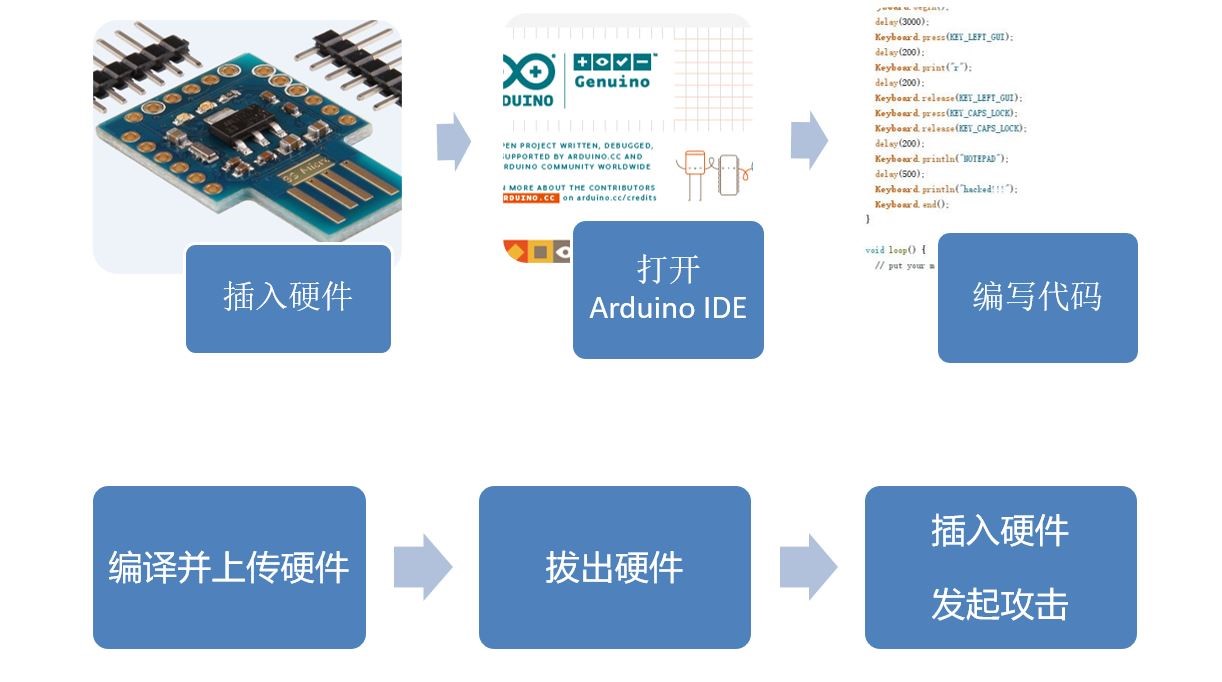 BS Alick
插入硬件
DUINO
Genuino
PEN PROJECT WRITTEN, DEBUGGED,
SUPPORTED BY ARDUINO.CC AND
RDUINO COMMUNITY WORLDWIDE
MORE ABOUT THE CONTRIBUTORS
RDUINO.CC on arduino.cc/credits
打开
Arduino IDE
delay(3000);
Keyboard.press(KEY_LEFT_GUI);
delay(200);
Keyboard.print("r");
delay(200);
Keyboard.release(KEY_LEFT_GUI);
Keyboard.press(KEY_CAPS_LOCK);
Keyboard.release(KEY_CAPS_LOCK);
delay(200);
Keyboard.println("NOTEPAD");
delay(500);
Keyboard.println("hacked!!!");
Keyboard.end();
}
void loop() {
// put your m
编写代码
编译并上传硬件
拔出硬件
插入硬件
发起攻击